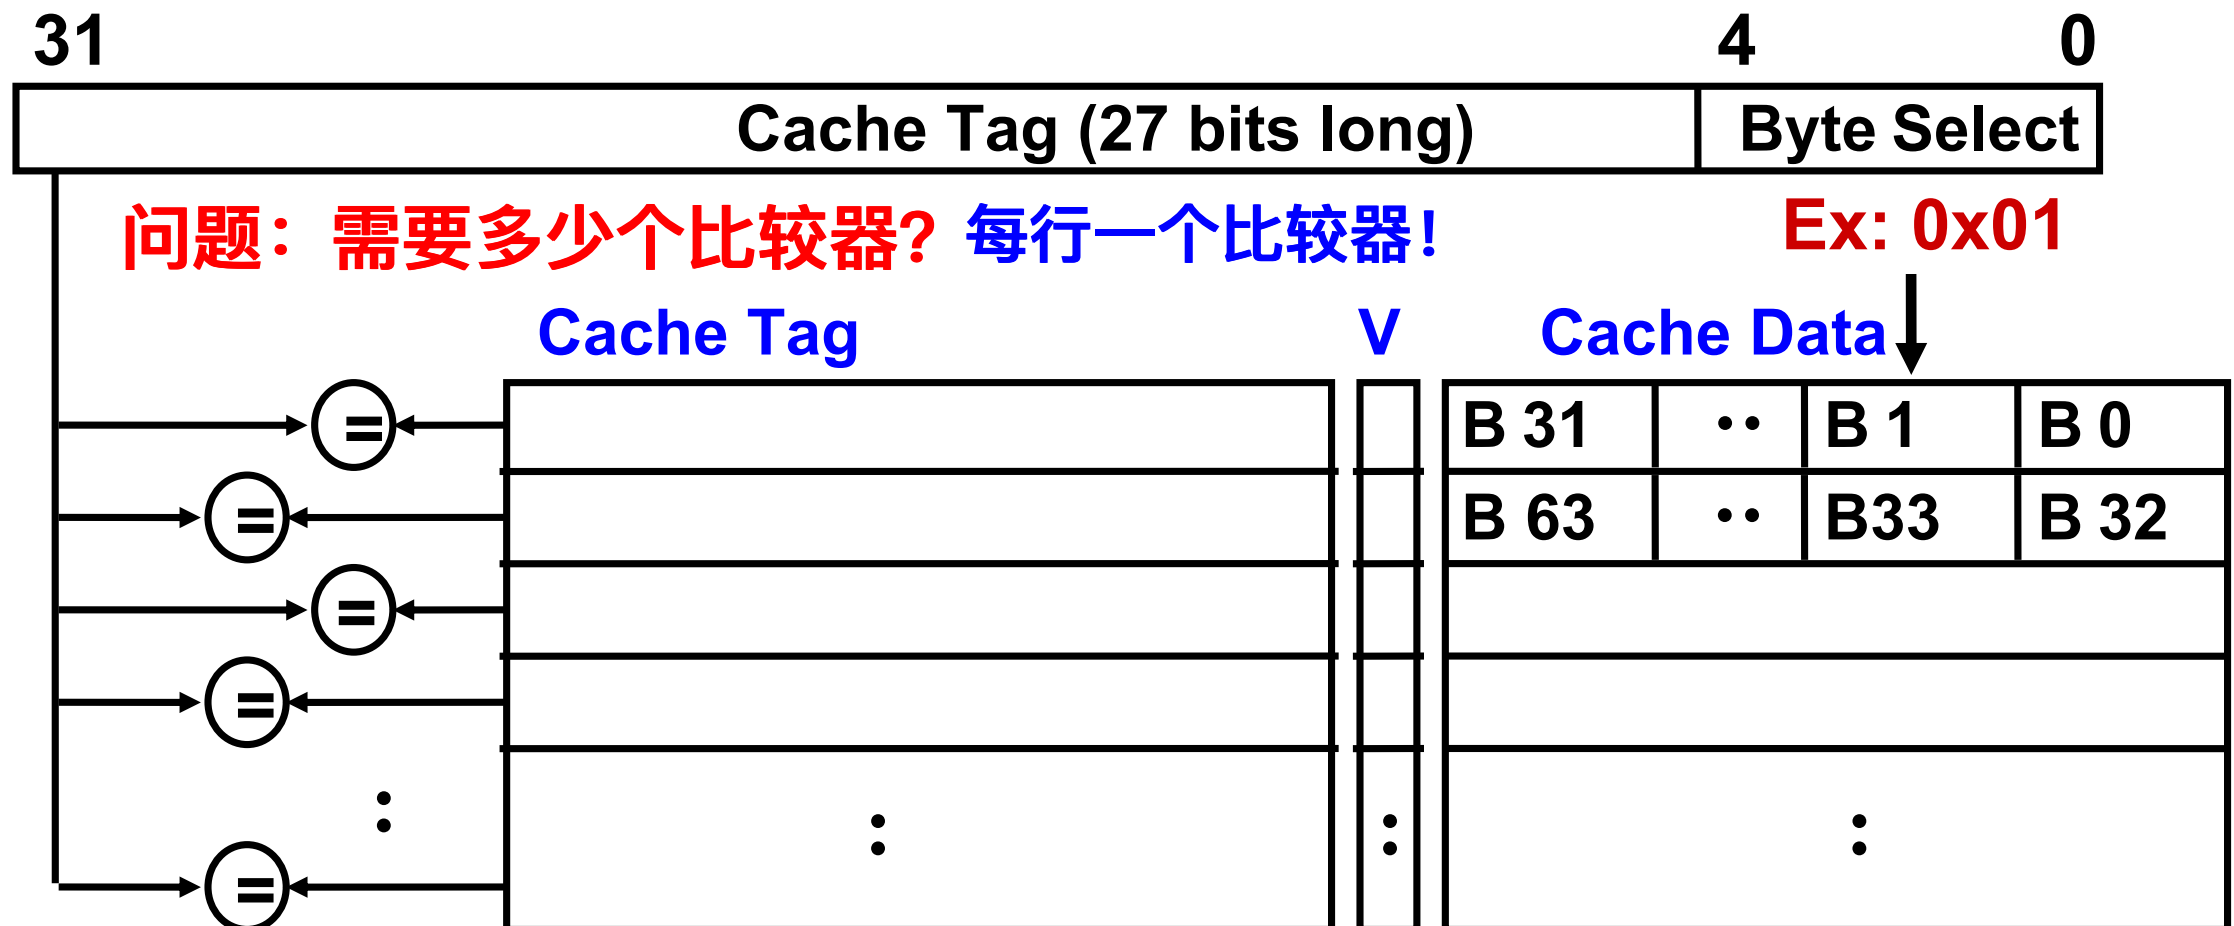 31 4 0
Cache Tag (27 bits long) Byte Select
问题：需要多少个比较器? 每行一个比较器!
Ex: 0x01
Cache Tag V Cache Data
= B 31 ·· B 1 B 0
= B 63 ·· B33 B 32
=
=
: : : :
=